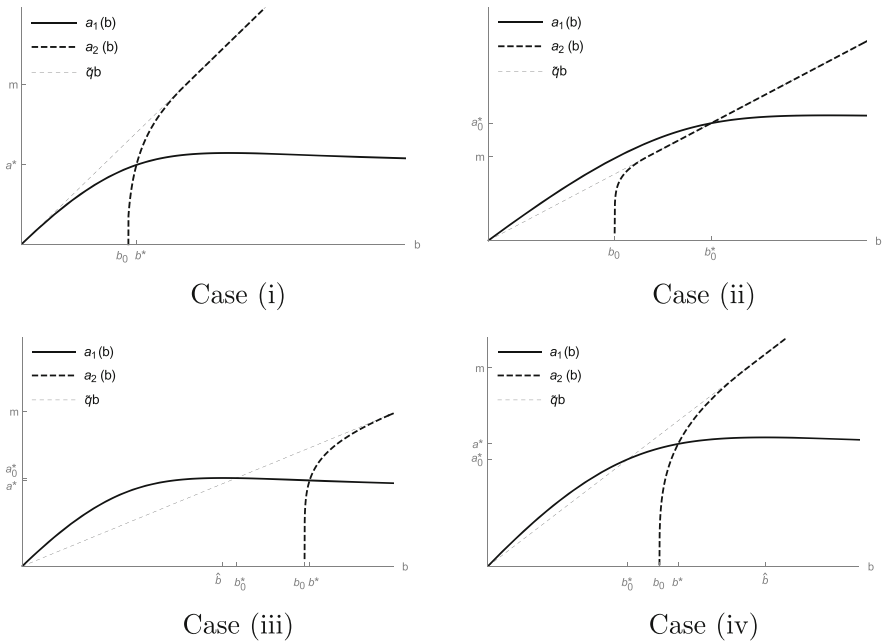 a₁(b)
a₂ (b)
q̆b
m
a*
b₀ b*
b
Case (i)
a₁(b)
a₂ (b)
q̆b
a₀*
m
b₀ b₀*
b
Case (ii)
a₁(b)
a₂ (b)
q̆b
m
a₀*
a*
b̂ b₀* b₀ b*
b
Case (iii)
a₁(b)
a₂ (b)
q̆b
m
a*
a₀*
b₀* b₀ b* b̂
b
Case (iv)